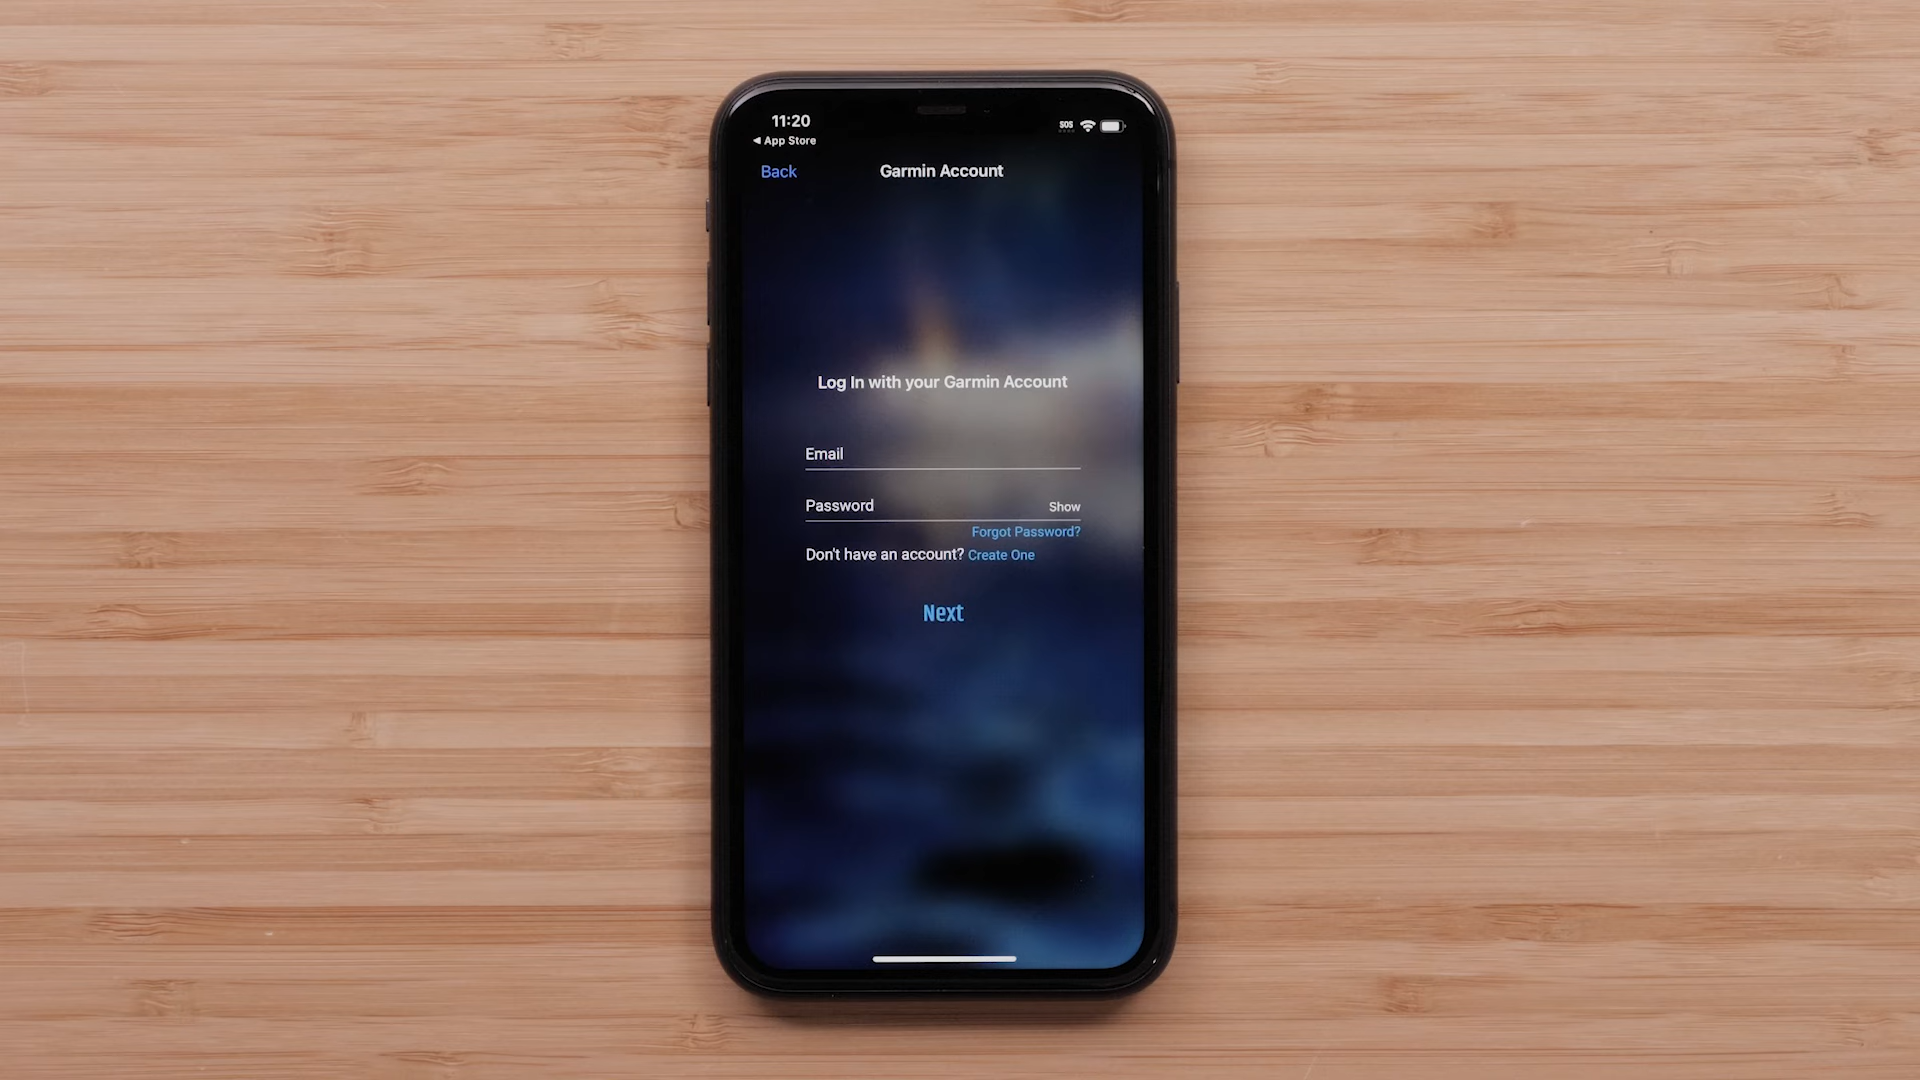 11:20
SOS
◀ App Store
Back
Garmin Account
Log In with your Garmin Account
Email
Password
Show
Forgot Password?
Don't have an account? Create One
Next